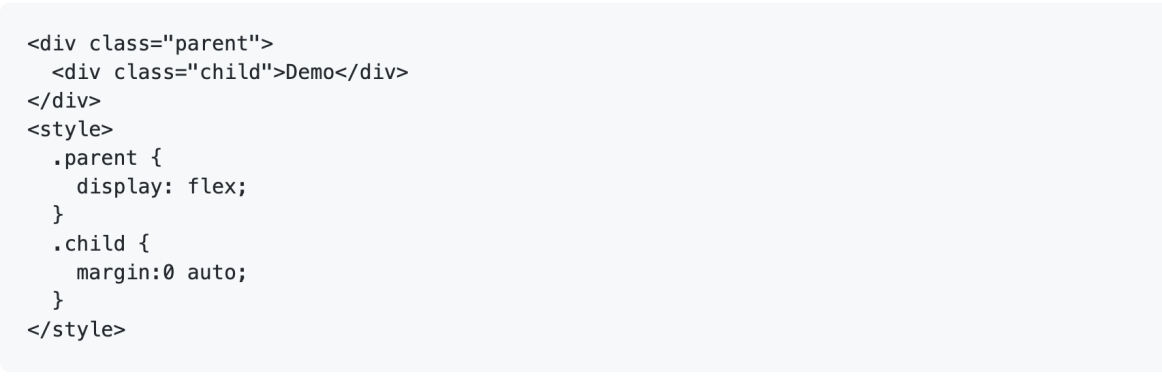 <div class="parent">
  <div class="child">Demo</div>
</div>
<style>
  .parent {
    display: flex;
  }
  .child {
    margin:0 auto;
  }
</style>